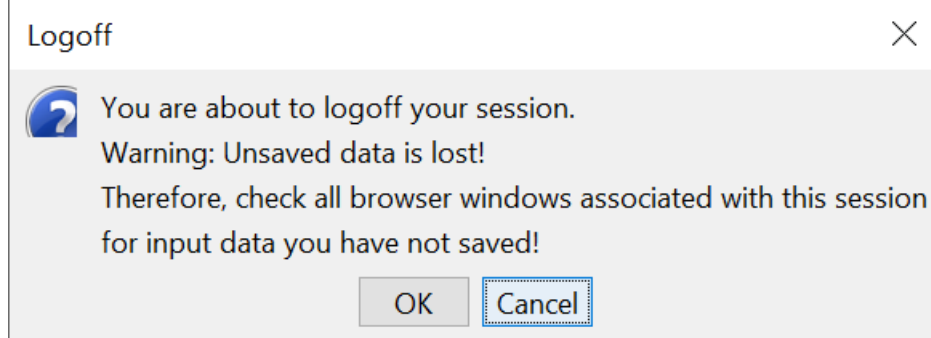 Logoff
You are about to logoff your session.
Warning: Unsaved data is lost!
Therefore, check all browser windows associated with this session
for input data you have not saved!
OK Cancel